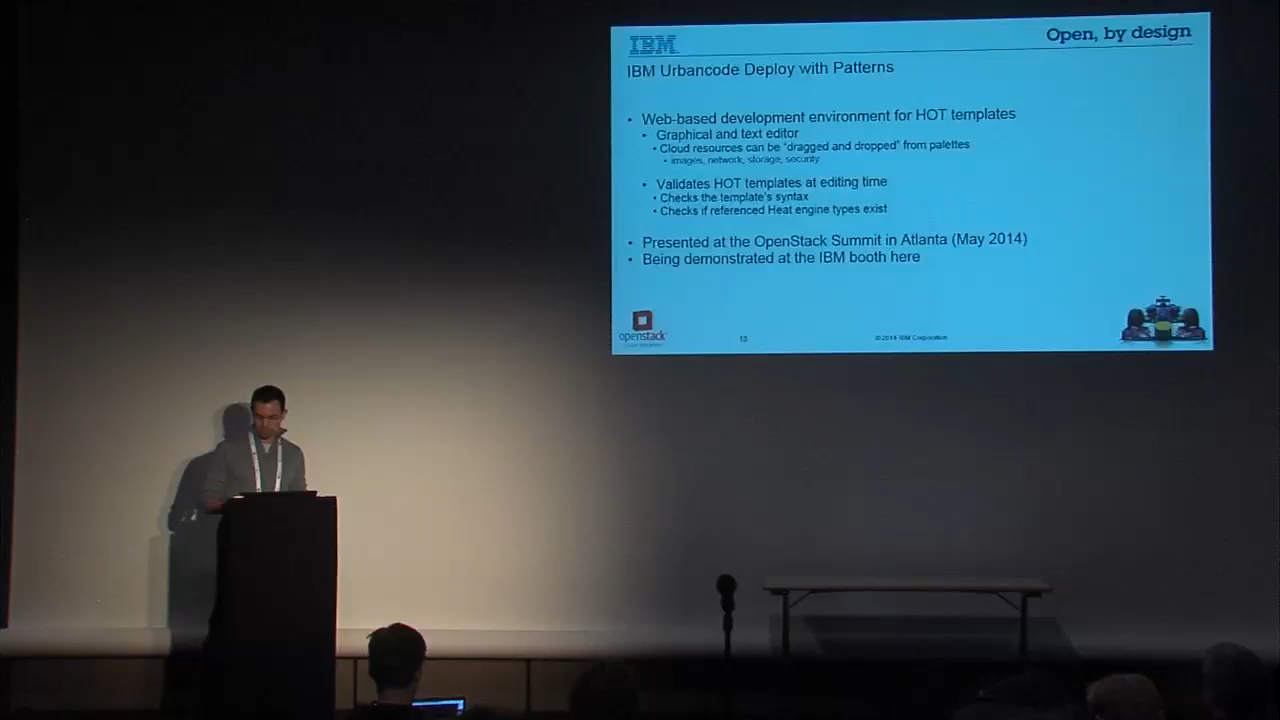 IBM
Open, by design
IBM Urbancode Deploy with Patterns
• Web-based development environment for HOT templates
• Graphical and text editor
• Cloud resources can be "dragged and dropped" from palettes
• images, network, storage, security
• Validates HOT templates at editing time
• Checks the template's syntax
• Checks if referenced Heat engine types exist
• Presented at the OpenStack Summit in Atlanta (May 2014)
• Being demonstrated at the IBM booth here
openstack
© 2014 IBM Corporation